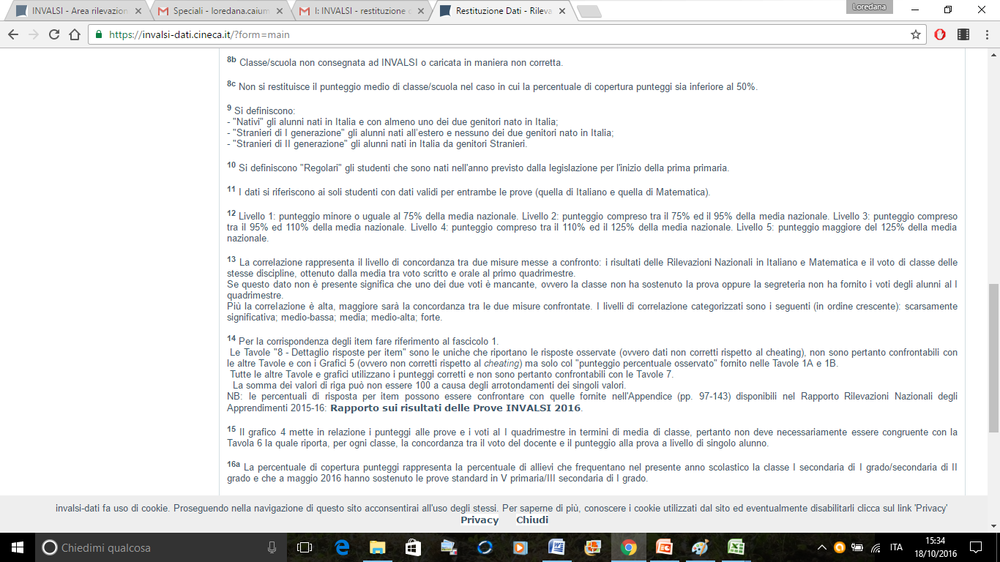 INVALSI - Area rilevazion
Speciali - loredana.caium
I: INVALSI - restituzione d
Restituzione Dati - Rileva
Loredana
https://invalsi-dati.cineca.it/?form=main
8b Classe/scuola non consegnata ad INVALSI o caricata in maniera non corretta.
8c Non si restituisce il punteggio medio di classe/scuola nel caso in cui la percentuale di copertura punteggi sia inferiore al 50%.
9 Si definiscono:
- "Nativi" gli alunni nati in Italia e con almeno uno dei due genitori nato in Italia;
- "Stranieri di I generazione" gli alunni nati all'estero e nessuno dei due genitori nato in Italia;
- "Stranieri di II generazione" gli alunni nati in Italia da genitori Stranieri.
10 Si definiscono "Regolari" gli studenti che sono nati nell'anno previsto dalla legislazione per l'inizio della prima primaria.
11 I dati si riferiscono ai soli studenti con dati validi per entrambe le prove (quella di Italiano e quella di Matematica).
12 Livello 1: punteggio minore o uguale al 75% della media nazionale. Livello 2: punteggio compreso tra il 75% ed il 95% della media nazionale. Livello 3: punteggio compreso
tra il 95% ed 110% della media nazionale. Livello 4: punteggio compreso tra il 110% ed il 125% della media nazionale. Livello 5: punteggio maggiore del 125% della media
nazionale.
13 La correlazione rappresenta il livello di concordanza tra due misure messe a confronto: i risultati delle Rilevazioni Nazionali in Italiano e Matematica e il voto di classe delle
stesse discipline, ottenuto dalla media tra voto scritto e orale al primo quadrimestre.
Se questo dato non è presente significa che uno dei due voti è mancante, ovvero la classe non ha sostenuto la prova oppure la segreteria non ha fornito i voti degli alunni al I
quadrimestre.
Più la correlazione è alta, maggiore sarà la concordanza tra le due misure confrontate. I livelli di correlazione categorizzati sono i seguenti (in ordine crescente): scarsamente
significativa; medio-bassa; media; medio-alta; forte.
14 Per la corrispondenza degli item fare riferimento al fascicolo 1.
Le Tavole "8 - Dettaglio risposte per item" sono le uniche che riportano le risposte osservate (ovvero dati non corretti rispetto al cheating), non sono pertanto confrontabili con
le altre Tavole e con i Grafici 5 (ovvero non corretti rispetto al cheating) ma solo col "punteggio percentuale osservato" fornito nelle Tavole 1A e 1B.
Tutte le altre Tavole e grafici utilizzano i punteggi corretti e non sono pertanto confrontabili con le Tavole 7.
La somma dei valori di riga può non essere 100 a causa degli arrotondamenti dei singoli valori.
NB: le percentuali di risposta per item possono essere confrontare con quelle fornite nell'Appendice (pp. 97-143) disponibili nel Rapporto Rilevazioni Nazionali degli
Apprendimenti 2015-16: Rapporto sui risultati delle Prove INVALSI 2016.
15 Il grafico 4 mette in relazione i punteggi alle prove e i voti al I quadrimestre in termini di media di classe, pertanto non deve necessariamente essere congruente con la
Tavola 6 la quale riporta, per ogni classe, la concordanza tra il voto del docente e il punteggio alla prova a livello di singolo alunno.
16a La percentuale di copertura punteggi rappresenta la percentuale di allievi che frequentano nel presente anno scolastico la classe I secondaria di I grado/secondaria di II
grado e che a maggio 2016 hanno sostenuto le prove standard in V primaria/III secondaria di I grado.
invalsi-dati fa uso di cookie. Proseguendo nella navigazione di questo sito acconsentirai all'uso degli stessi. Per saperne di più, conoscere i cookie utilizzati dal sito ed eventualmente disabilitarli clicca sul link 'Privacy'
Privacy Chiudi
Chiedimi qualcosa
ITA
15:34
18/10/2016